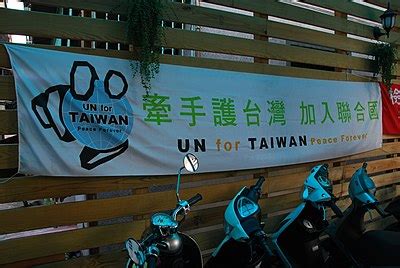 UN for
TAIWAN
Peace Forever
牽手護台灣 加入聯合國
UN for TAIWAN Peace Forever